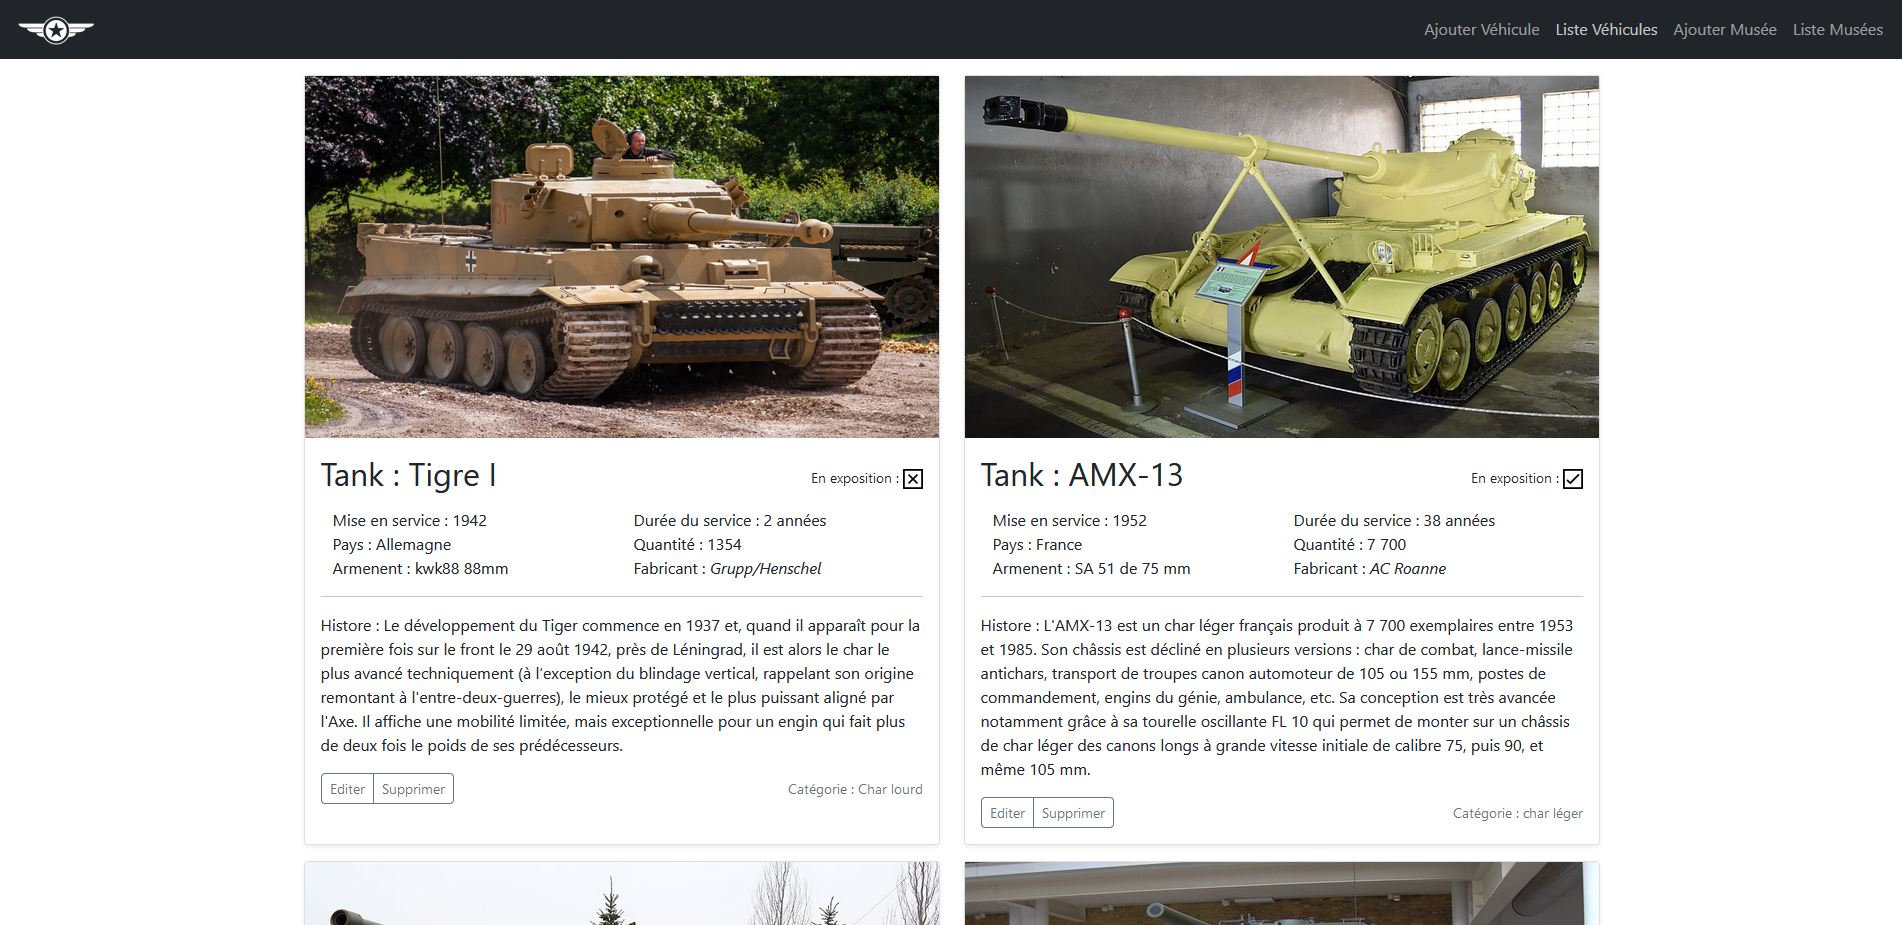 Ajouter Véhicule Liste Véhicules Ajouter Musée Liste Musées
Tank : Tigre I
En exposition :
Mise en service : 1942
Durée du service : 2 années
Pays : Allemagne
Quantité : 1354
Armenent : kwk88 88mm
Fabricant : Grupp/Henschel
Histore : Le développement du Tiger commence en 1937 et, quand il apparaît pour la
première fois sur le front le 29 août 1942, près de Léningrad, il est alors le char le
plus avancé techniquement (à l'exception du blindage vertical, rappelant son origine
remontant à l'entre-deux-guerres), le mieux protégé et le plus puissant aligné par
l'Axe. Il affiche une mobilité limitée, mais exceptionnelle pour un engin qui fait plus
de deux fois le poids de ses prédécesseurs.
Editer Supprimer
Catégorie : Char lourd
Tank : AMX-13
En exposition :
Mise en service : 1952
Durée du service : 38 années
Pays : France
Quantité : 7 700
Armenent : SA 51 de 75 mm
Fabricant : AC Roanne
Histore : L'AMX-13 est un char léger français produit à 7 700 exemplaires entre 1953
et 1985. Son châssis est décliné en plusieurs versions : char de combat, lance-missile
antichars, transport de troupes canon automoteur de 105 ou 155 mm, postes de
commandement, engins du génie, ambulance, etc. Sa conception est très avancée
notamment grâce à sa tourelle oscillante FL 10 qui permet de monter sur un châssis
de char léger des canons longs à grande vitesse initiale de calibre 75, puis 90, et
même 105 mm.
Editer Supprimer
Catégorie : char léger